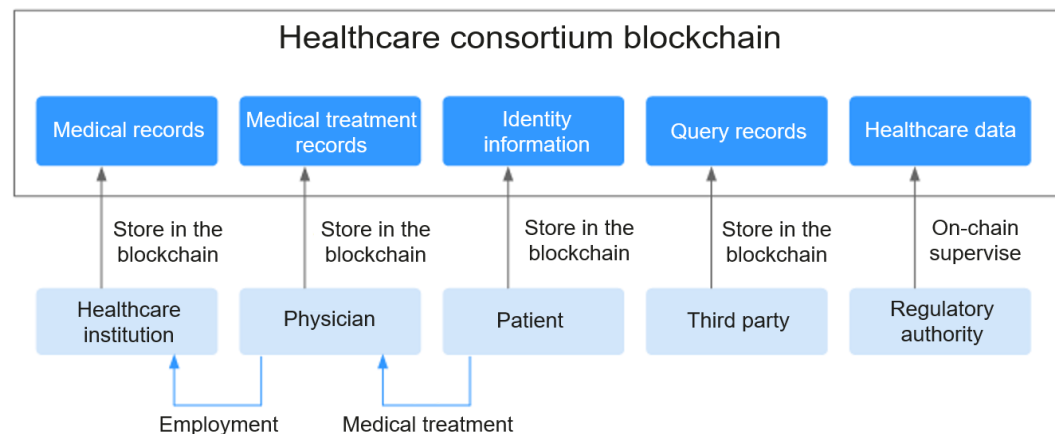 Healthcare consortium blockchain
Medical records
Medical treatment
records
Identity
information
Query records
Healthcare data
Store in the
blockchain
Store in the
blockchain
Store in the
blockchain
Store in the
blockchain
On-chain
supervise
Healthcare
institution
Physician
Patient
Third party
Regulatory
authority
Employment
Medical treatment